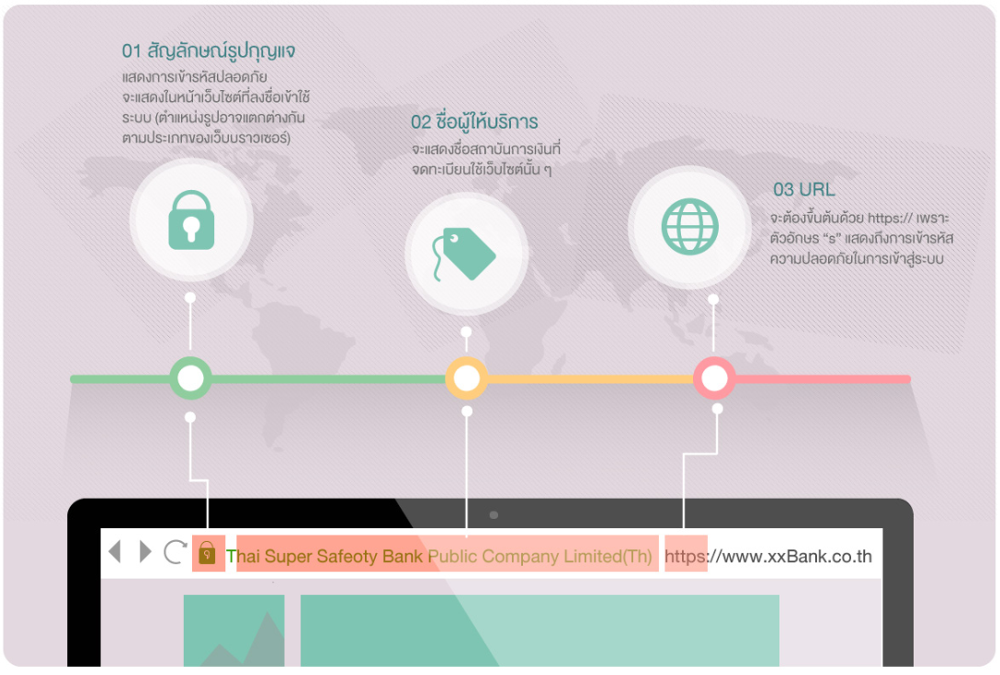 01 สัญลักษณ์รูปกุญแจ
แสดงการเข้ารหัสปลอดภัย
จะแสดงในหน้าเว็บไซต์ที่ลงชื่อเข้าใช้
ระบบ (ตำแหน่งรูปอาจแตกต่างกัน
ตามประเภทของเว็บบราวเซอร์)
02 ชื่อผู้ให้บริการ
จะแสดงชื่อสถาบันการเงินที่
จดทะเบียนใช้เว็บไซต์นั้น ๆ
03 URL
จะต้องขึ้นต้นด้วย https:// เพราะ
ตัวอักษร “s” แสดงถึงการเข้ารหัส
ความปลอดภัยในการเข้าสู่ระบบ
Thai Super Safeoty Bank Public Company Limited(Th) https://www.xxBank.co.th